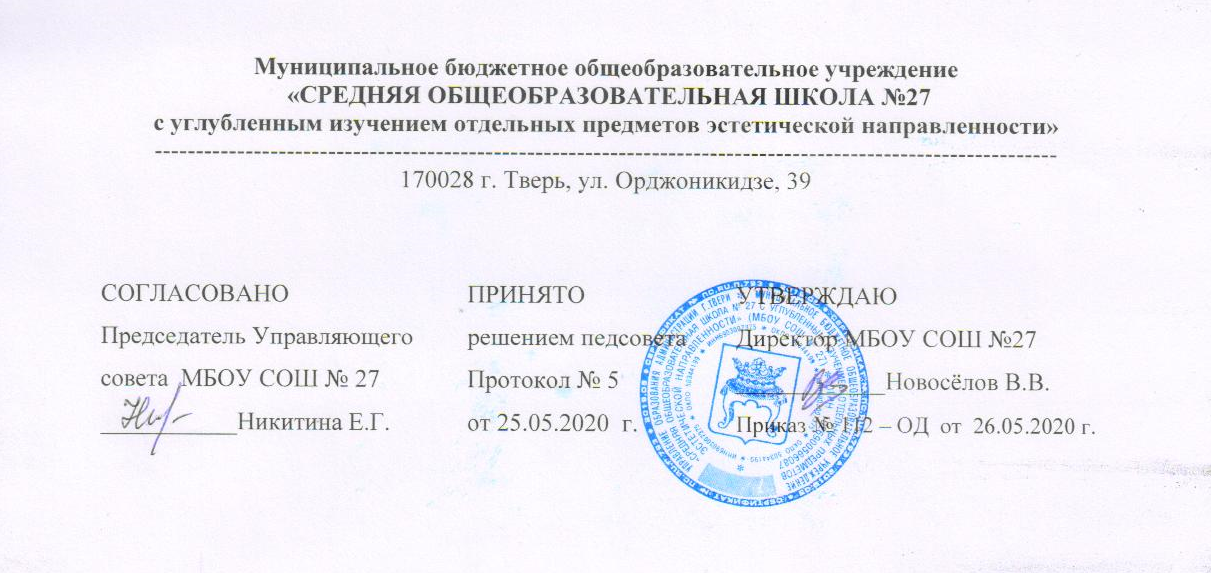 Муниципальное бюджетное общеобразовательное учреждение
«СРЕДНЯЯ ОБЩЕОБРАЗОВАТЕЛЬНАЯ ШКОЛА №27
с углубленным изучением отдельных предметов эстетической направленности»
170028 г. Тверь, ул. Орджоникидзе, 39
СОГЛАСОВАНО
Председатель Управляющего
совета МБОУ СОШ № 27
____________Никитина Е.Г.
ПРИНЯТО
решением педсовета
Протокол № 5
от 25.05.2020 г.
УТВЕРЖДАЮ
Директор МБОУ СОШ №27
____________Новосёлов В.В.
Приказ № 112 – ОД от 26.05.2020 г.